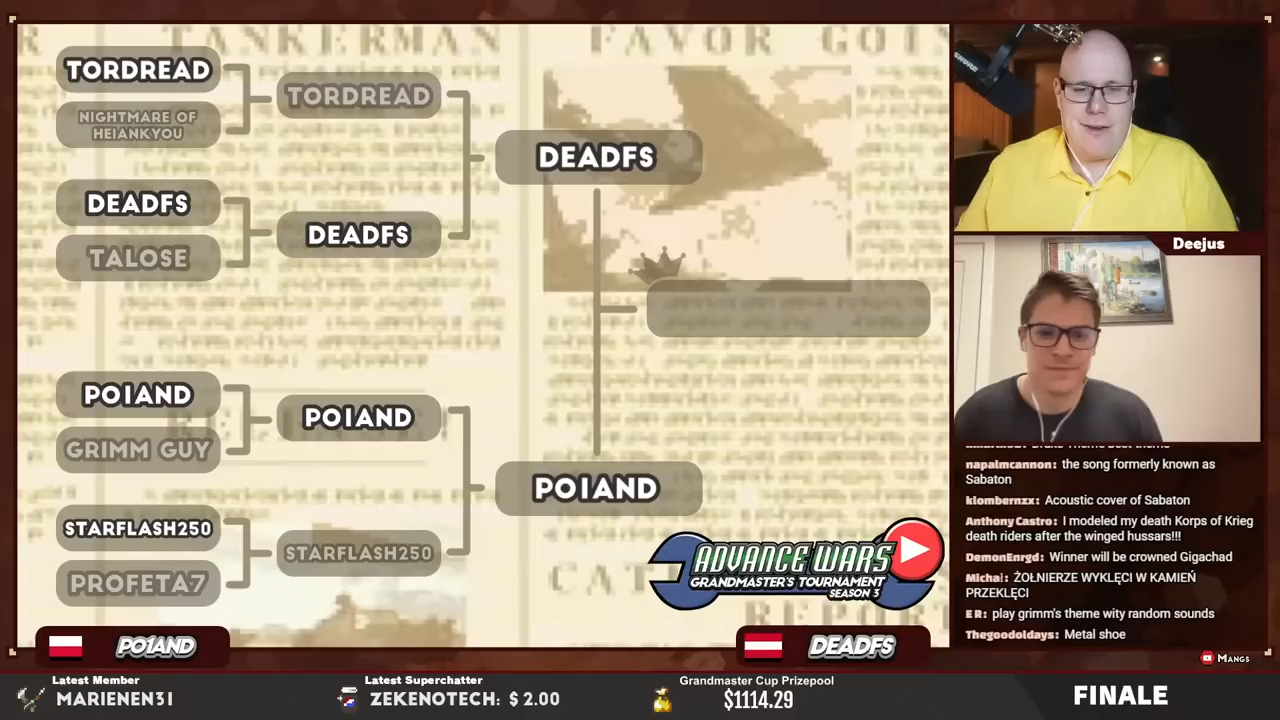 TANKERMAN
FAVOR
TORDREAD
NIGHTMARE OF
HEIANKYOU
TORDREAD
DEADFS
TALOSE
DEADFS
DEADFS
POIAND
GRIMM GUY
POIAND
STARFLASH250
PROFETA7
STARFLASH250
POIAND
ADVANCE WARS
GRANDMASTER'S TOURNAMENT
SEASON 3
PO1AND
DEADFS
Deejus
napalmcannon: the song formerly known as
Sabaton
klombernzx: Acoustic cover of Sabaton
Anthony Castro: I modeled my death Korps of Krieg
death riders after the winged hussars!!!
DemonEnrgd: Winner will be crowned Gigachad
Michal: ŻOŁNIERZE WYKLĘCI W KAMIEŃ
PRZEKLĘCI
E R: play grimm's theme wity random sounds
Thegoodoldays: Metal shoe
MANGS
Latest Member
MARIENEN31
Latest Superchatter
ZEKENOTECH: $ 2.00
Grandmaster Cup Prizepool
$1114.29
FINALE